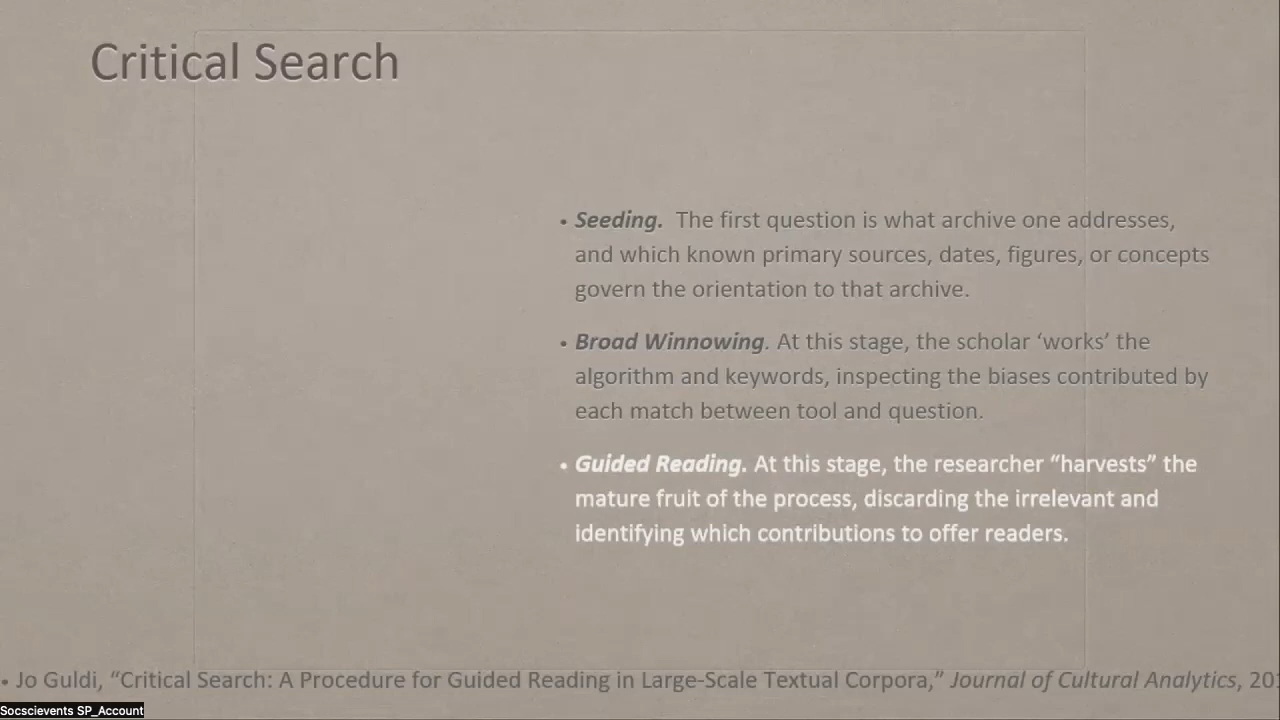 Critical Search
• Seeding. The first question is what archive one addresses,
and which known primary sources, dates, figures, or concepts
govern the orientation to that archive.
• Broad Winnowing. At this stage, the scholar ‘works’ the
algorithm and keywords, inspecting the biases contributed by
each match between tool and question.
• Guided Reading. At this stage, the researcher “harvests” the
mature fruit of the process, discarding the irrelevant and
identifying which contributions to offer readers.
• Jo Guldi, “Critical Search: A Procedure for Guided Reading in Large-Scale Textual Corpora,” Journal of Cultural Analytics,
Socscievents SP_Account